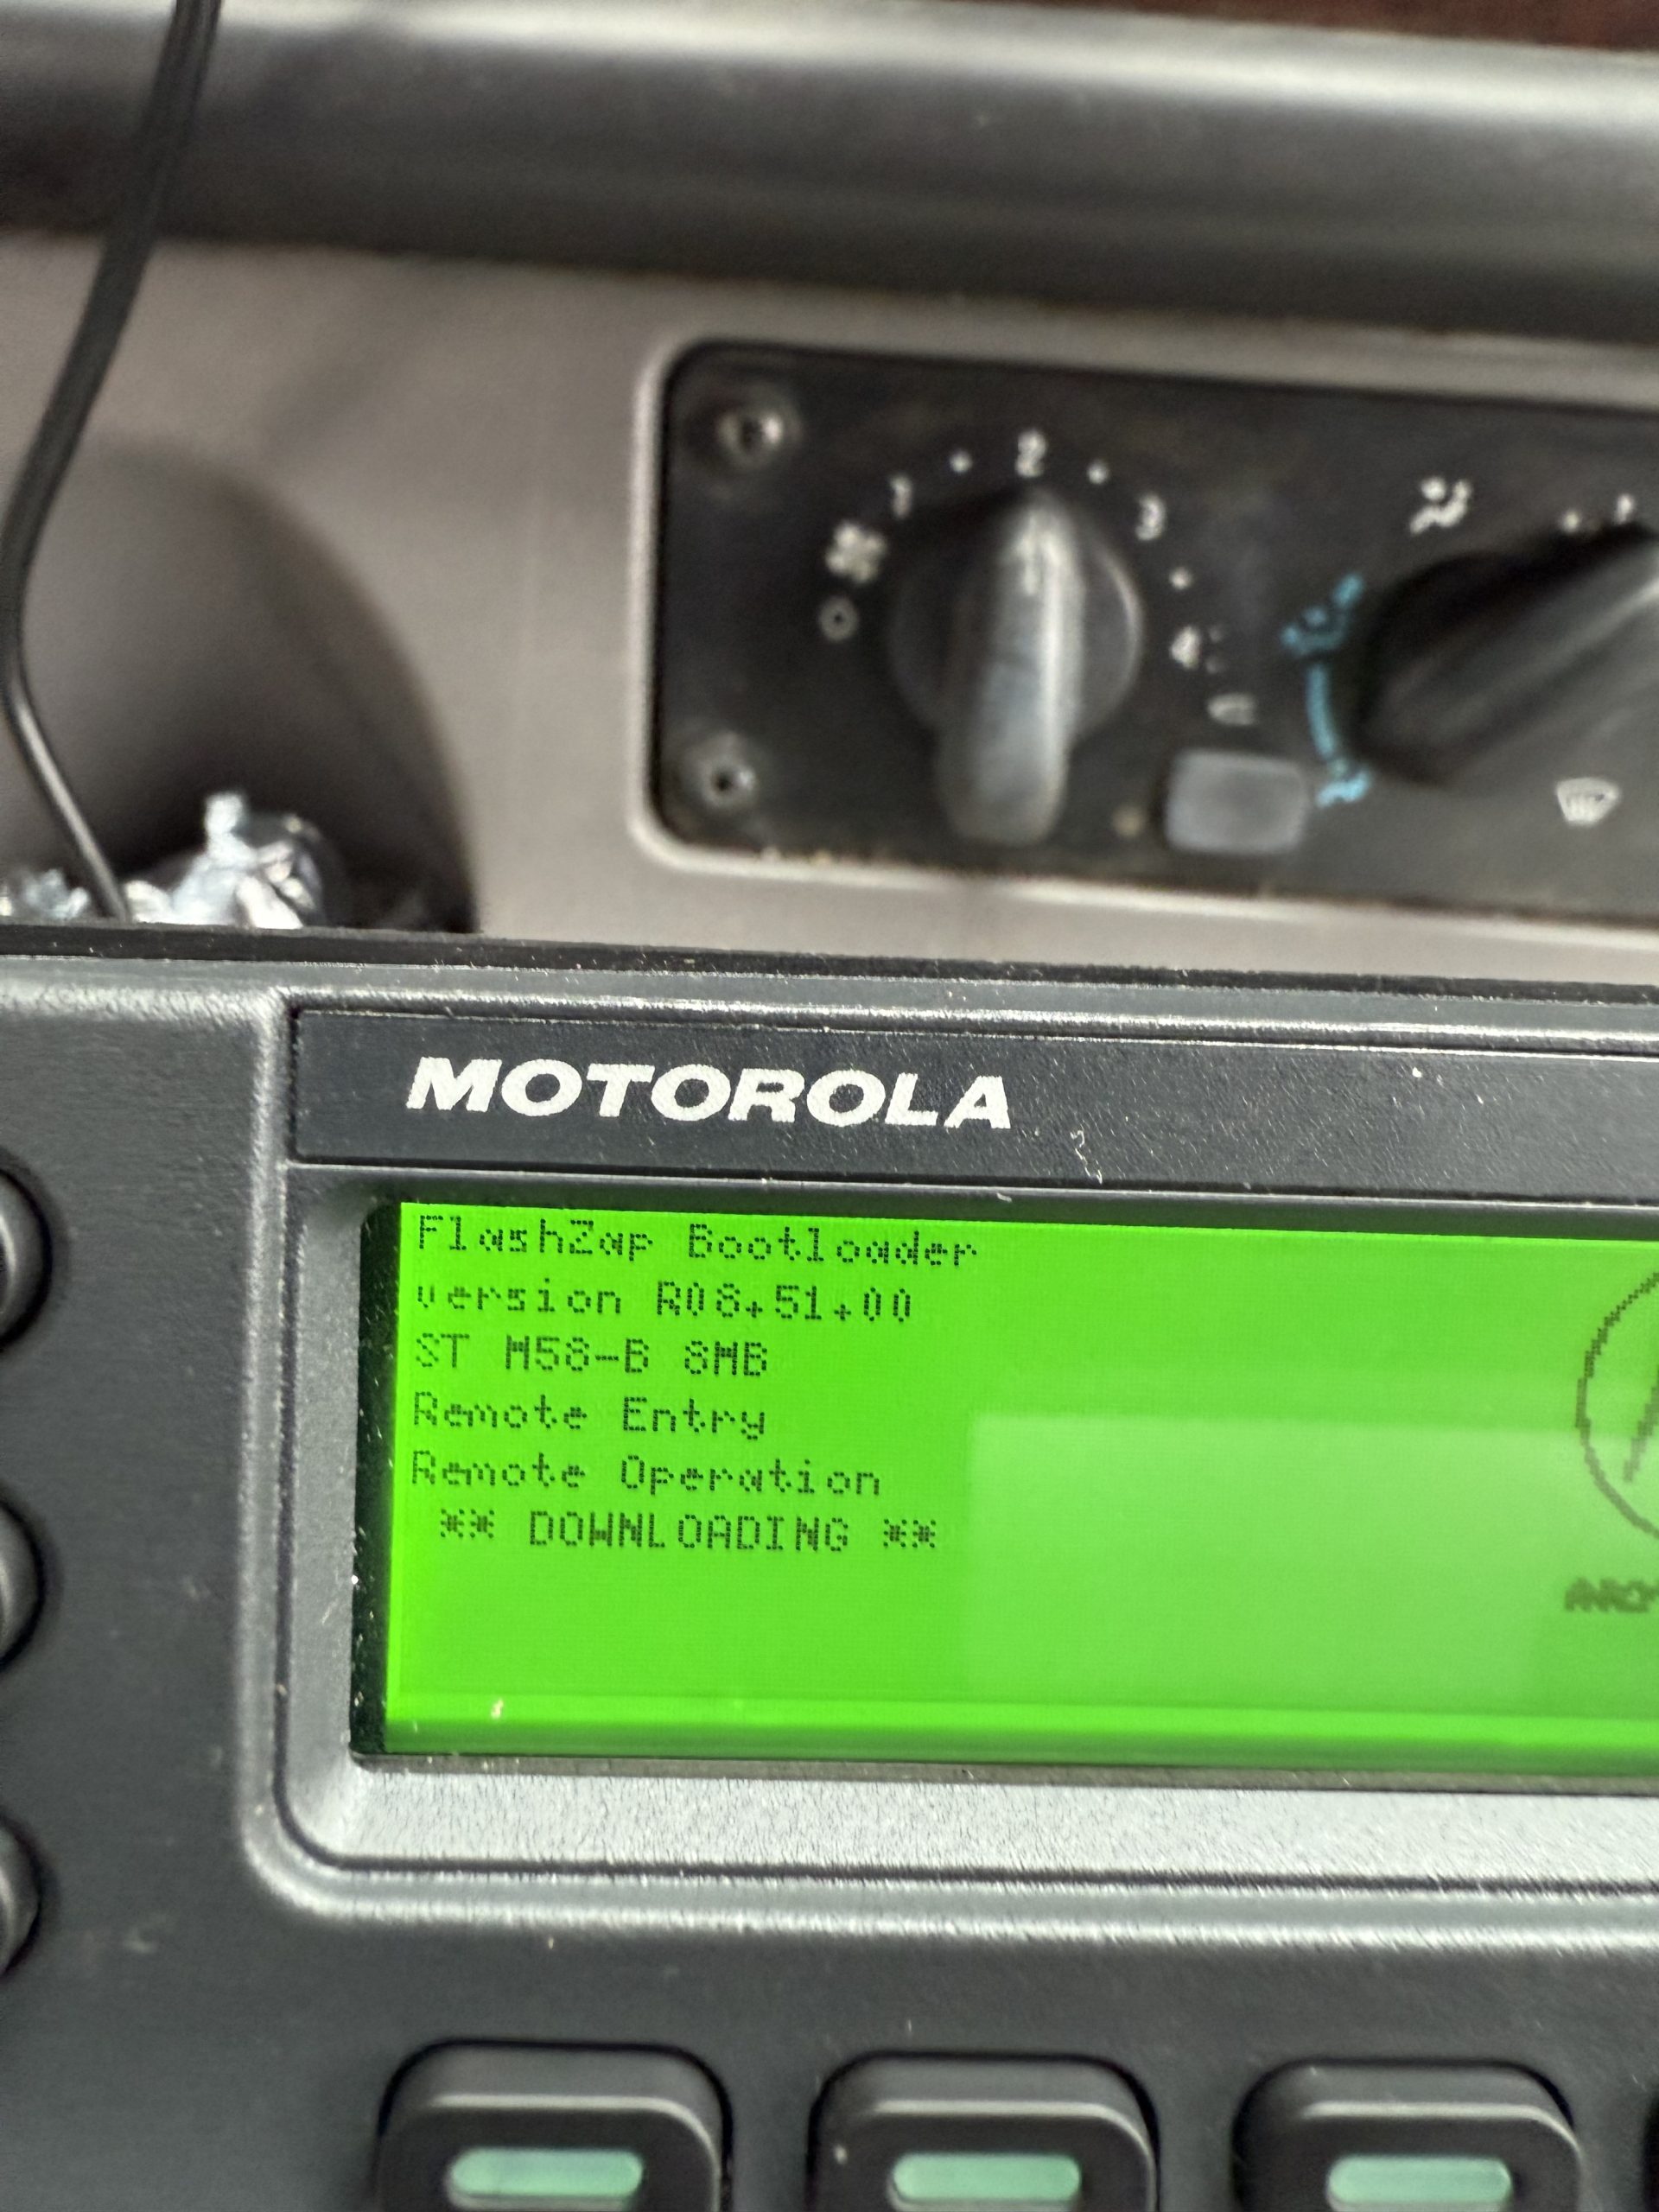 1
2
3
4
MOTOROLA
FlashZap Bootloader
version R08.51.00
ST M58-B 8MB
Remote Entry
Remote Operation
** DOWNLOADING **